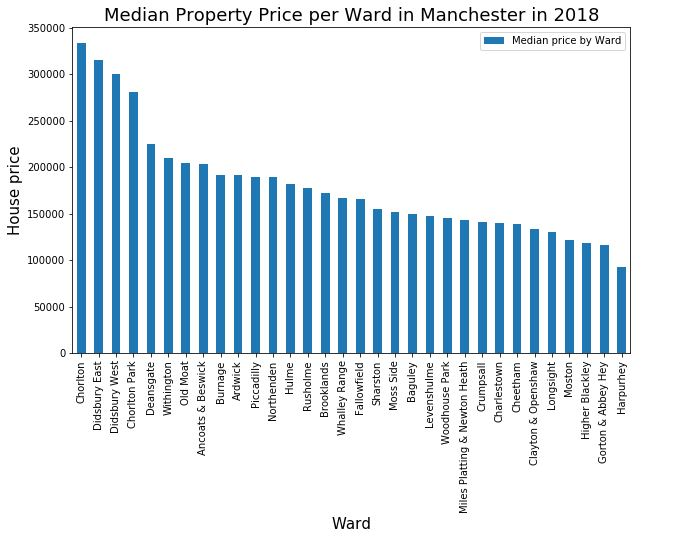 Median Property Price per Ward in Manchester in 2018
Median price by Ward
350000
300000
250000
200000
150000
100000
50000
0
House price
Chorlton
Didsbury East
Didsbury West
Chorlton Park
Deansgate
Withington
Old Moat
Ancoats & Beswick
Burnage
Ardwick
Piccadilly
Northenden
Hulme
Rusholme
Brooklands
Whalley Range
Fallowfield
Sharston
Moss Side
Baguley
Levenshulme
Woodhouse Park
Miles Platting & Newton Heath
Crumpsall
Charlestown
Cheetham
Clayton & Openshaw
Longsight
Moston
Higher Blackley
Gorton & Abbey Hey
Harpurhey
Ward